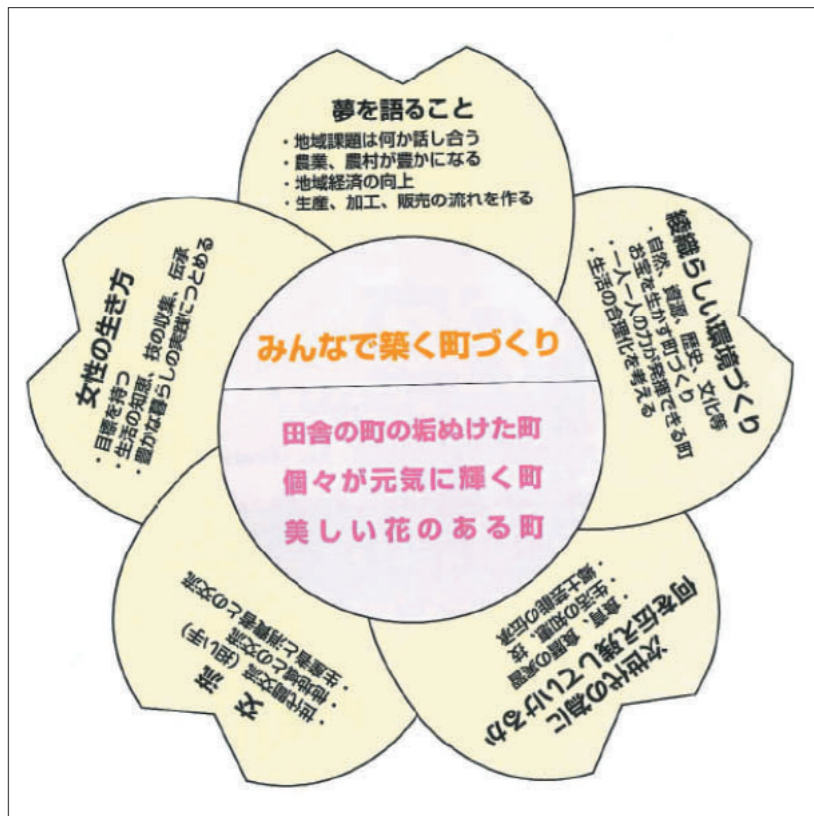 夢を語ること
・地域課題は何か話し合う
・農業、農村が豊かになる
・地域経済の向上
・生産、加工、販売の流れを作る
綾織らしい環境づくり
・自然、資源、歴史、文化等
お宝を生かす町づくり
・一人一人の力が発揮できる町
・生活の合理化を考える
次世代の為に
何を伝え残していけるか
・食育、食層の実習
・生活の知恵、技
・郷土芸能の伝承
交流
・世代間交流（担い手）
・他地域との交流
・生産者と消費者との交流
女性の生き方
・目標を持つ
・生活の知恵、技の収集、伝承
・豊かな暮らしの実践につとめる
みんなで築く町づくり
田舎の町の垢ぬけた町
個々が元気に輝く町
美しい花のある町